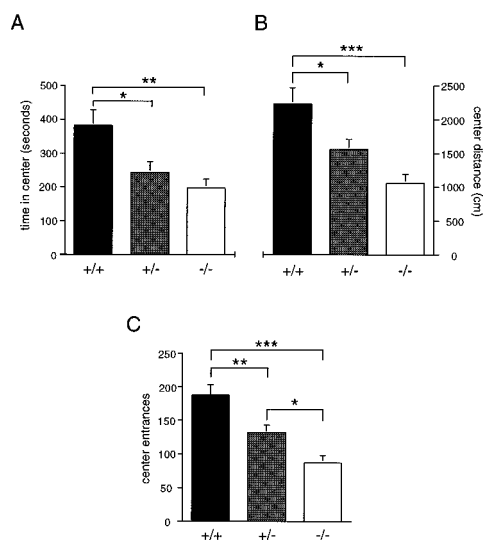 A
B
***
**
*
*
500
400
300
200
100
0
time in center (seconds)
2500
2000
1500
1000
500
0
center distance (cm)
+/+ +/- -/-
+/+ +/- -/-
C
***
**
*
250
200
150
100
50
0
center entrances
+/+ +/- -/-